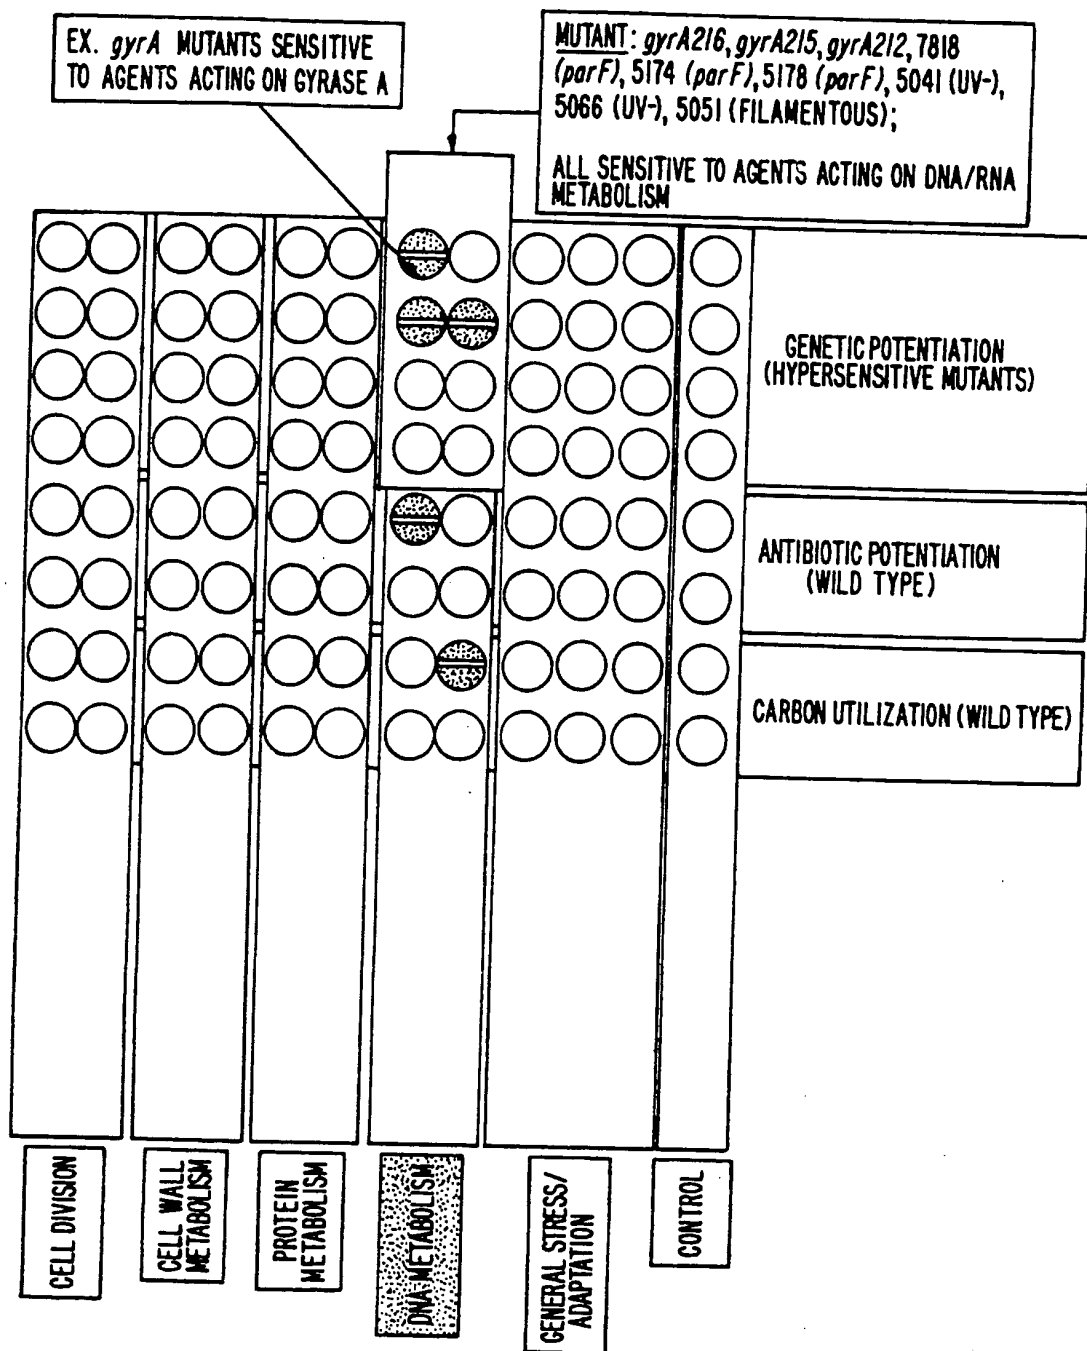 EX. gyrA MUTANTS SENSITIVE
TO AGENTS ACTING ON GYRASE A
MUTANT: gyrA216, gyrA215, gyrA212, 7818
(parF), 5174 (parF), 5178 (parF), 5041 (UV-),
5066 (UV-), 5051 (FILAMENTOUS);
ALL SENSITIVE TO AGENTS ACTING ON DNA/RNA
METABOLISM
GENETIC POTENTIATION
(HYPERSENSITIVE MUTANTS)
ANTIBIOTIC POTENTIATION
(WILD TYPE)
CARBON UTILIZATION (WILD TYPE)
CELL DIVISION
CELL WALL
METABOLISM
PROTEIN
METABOLISM
DNA METABOLISM
GENERAL STRESS/
ADAPTATION
CONTROL